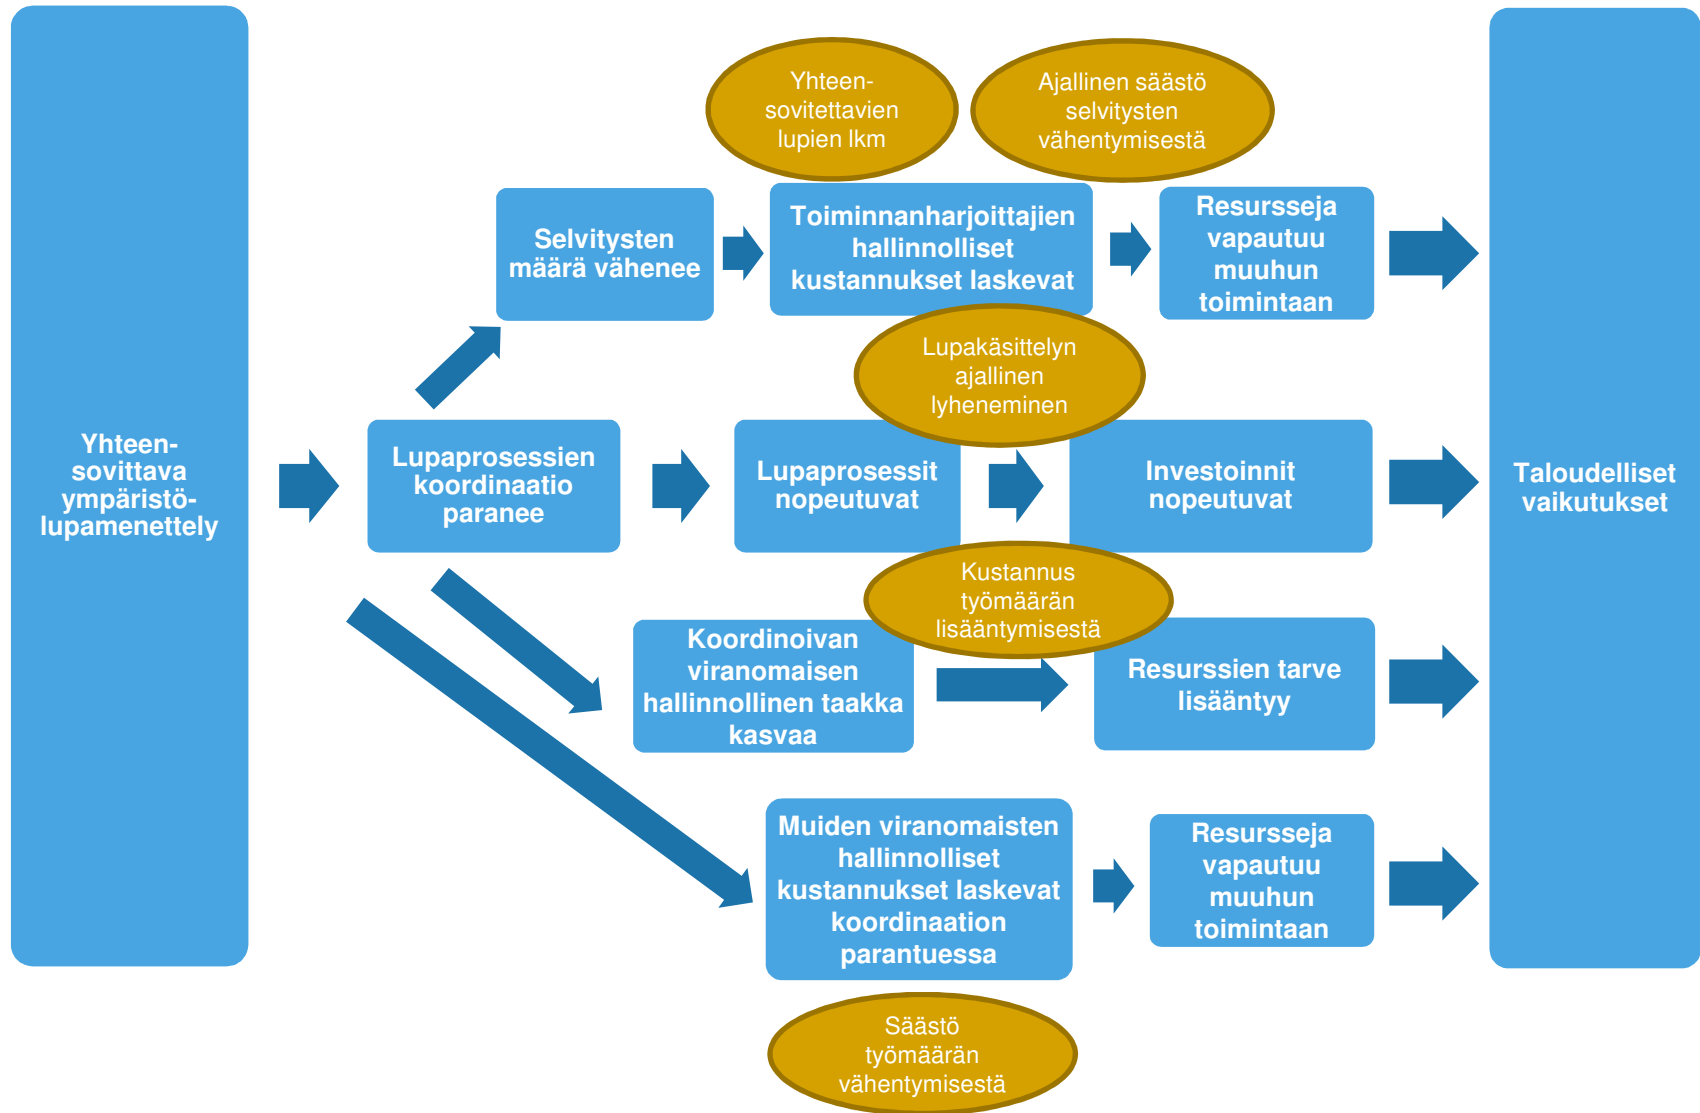 Yhteen-
sovittava
ympäristö-
lupamenettely
Yhteen-
sovitettavien
lupien lkm
Ajallinen säästö
selvitysten
vähentymisestä
Selvitysten
määrä vähenee
Toiminnanharjoittajien
hallinnolliset
kustannukset laskevat
Resursseja
vapautuu
muuhun
toimintaan
Lupakäsittelyn
ajallinen
lyheneminen
Lupaprosessien
koordinaatio
paranee
Lupaprosessit
nopeutuvat
Investoinnit
nopeutuvat
Kustannus
työmäärän
lisääntymisestä
Koordinoivan
viranomaisen
hallinnollinen taakka
kasvaa
Resurssien tarve
lisääntyy
Muiden viranomaisten
hallinnolliset
kustannukset laskevat
koordinaation
parantuessa
Resursseja
vapautuu
muuhun
toimintaan
Säästö
työmäärän
vähentymisestä
Taloudelliset
vaikutukset